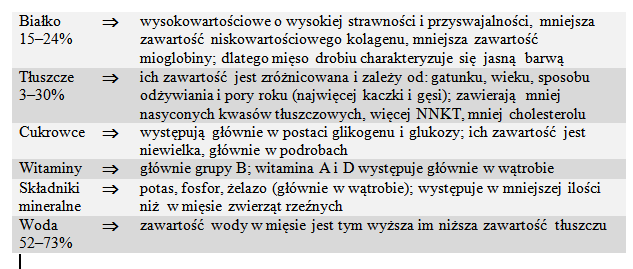 Białko ⇒ wysokowartościowe o wysokiej strawności i przyswajalności, mniejsza
15–24% zawartość niskowartościowego kolagenu, mniejsza zawartość
mioglobiny; dlatego mięso drobiu charakteryzuje się jasną barwą
Tłuszcze ⇒ ich zawartość jest zróżnicowana i zależy od: gatunku, wieku, sposobu
3–30% odżywiania i pory roku (najwięcej kaczki i gęsi); zawierają mniej
nasyconych kwasów tłuszczowych, więcej NNKT, mniej cholesterolu
Cukrowce ⇒ występują głównie w postaci glikogenu i glukozy; ich zawartość jest
niewielka, głównie w podrobach
Witaminy ⇒ głównie grupy B; witamina A i D występuje głównie w wątrobie
Składniki ⇒ potas, fosfor, żelazo (głównie w wątrobie); występuje w mniejszej ilości
mineralne niż w mięsie zwierząt rzeźnych
Woda ⇒ zawartość wody w mięsie jest tym wyższa im niższa zawartość tłuszczu
52–73%